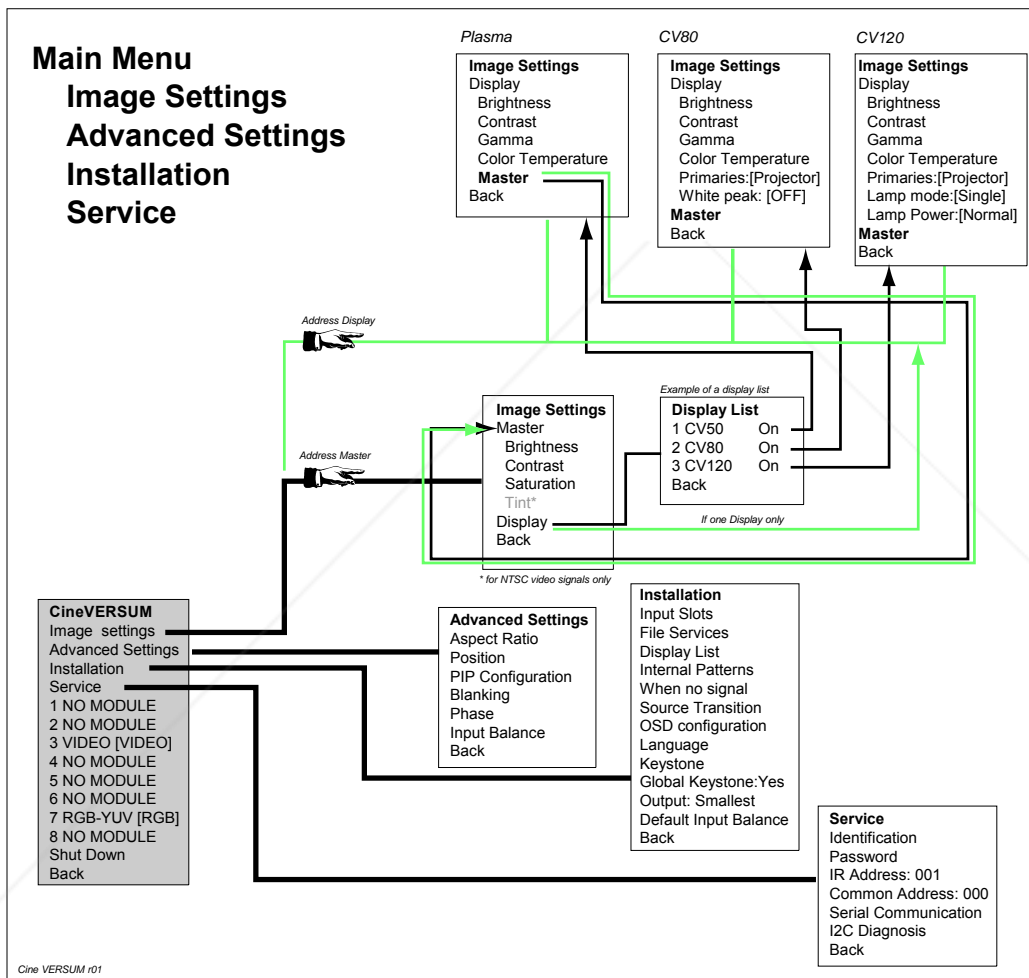 Main Menu
Image Settings
Advanced Settings
Installation
Service
Plasma
Image Settings
Display
Brightness
Contrast
Gamma
Color Temperature
Master
Back
CV80
Image Settings
Display
Brightness
Contrast
Gamma
Color Temperature
Primaries:[Projector]
White peak: [OFF]
Master
Back
CV120
Image Settings
Display
Brightness
Contrast
Gamma
Color Temperature
Primaries:[Projector]
Lamp mode:[Single]
Lamp Power:[Normal]
Master
Back
Address Display
Address Master
Image Settings
Master
Brightness
Contrast
Saturation
Tint*
Display
Back
* for NTSC video signals only
Example of a display list
Display List
1 CV50 On
2 CV80 On
3 CV120 On
Back
If one Display only
CineVERSUM
Image settings
Advanced Settings
Installation
Service
1 NO MODULE
2 NO MODULE
3 VIDEO [VIDEO]
4 NO MODULE
5 NO MODULE
6 NO MODULE
7 RGB-YUV [RGB]
8 NO MODULE
Shut Down
Back
Advanced Settings
Aspect Ratio
Position
PIP Configuration
Blanking
Phase
Input Balance
Back
Installation
Input Slots
File Services
Display List
Internal Patterns
When no signal
Source Transition
OSD configuration
Language
Keystone
Global Keystone:Yes
Output: Smallest
Default Input Balance
Back
Service
Identification
Password
IR Address: 001
Common Address: 000
Serial Communication
I2C Diagnosis
Back
Cine VERSUM r01